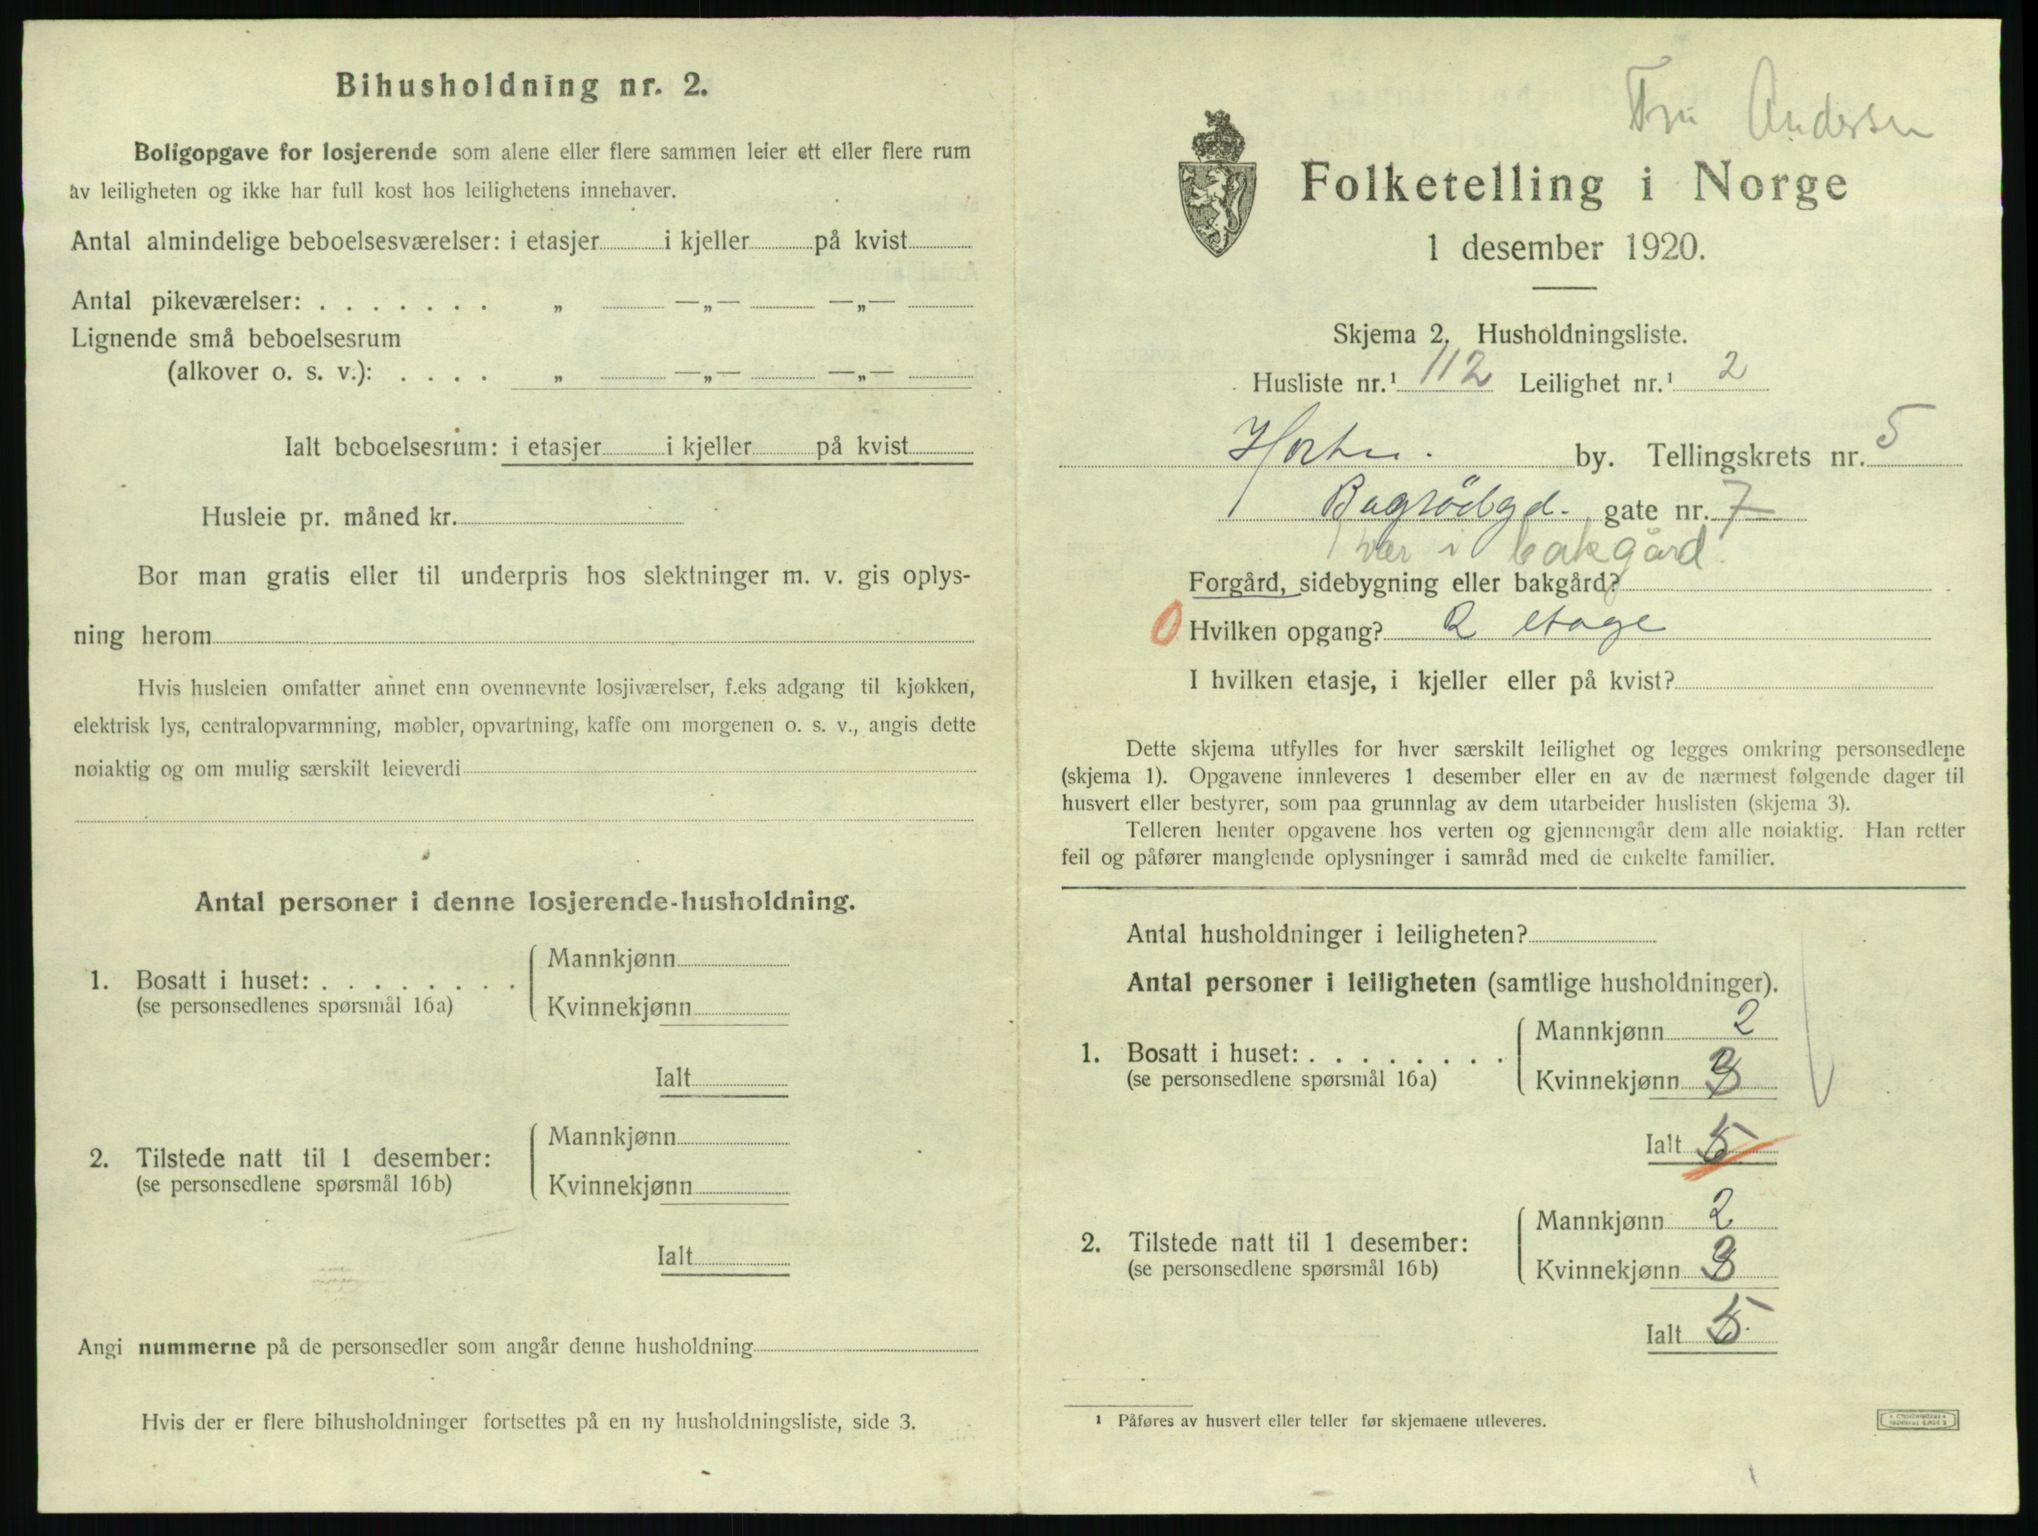 Bihusholdning nr. 2.
Boligopgave for losjerende som alene eller flere sammen leier ett eller flere rum
av leiligheten og ikke har full kost hos leilighetens innehaver.
Antal almindelige beboelsesværelser: i etasjer i kjeller på kvist
Antal pikeværelser: . . . . . . . „ —„— —„—
Lignende små beboelsesrum
(alkover o. s. v.): . . . . „ —„— —„—
Ialt beboelsesrum: i etasjer i kjeller på kvist
Husleie pr. måned kr.
Bor man gratis eller til underpris hos slektninger m. v. gis oplys-
ning herom
Hvis husleien omfatter annet enn ovennevnte losjiværelser, f.eks adgang til kjøkken,
elektrisk lys, centralopvarmning, møbler, opvartning, kaffe om morgenen o. s. v., angis dette
nøiaktig og om mulig særskilt leieverdi
Antal personer i denne losjerende-husholdning.
1. Bosatt i huset: . . . . . . . . Mannkjønn
(se personsedlenes spørsmål 16a) Kvinnekjønn
Ialt
2. Tilstede natt til 1 desember: Mannkjønn
(se personsedlene spørsmål 16b) Kvinnekjønn
Ialt
Angi nummerne på de personsedler som angår denne husholdning
Hvis der er flere bihusholdninger fortsettes på en ny husholdningsliste, side 3.
Fru Andersen
Folketelling i Norge
1 desember 1920.
Skjema 2. Husholdningsliste.
Husliste nr.¹ 112 Leilighet nr.¹ 2
Horten. by. Tellingskrets nr. 5
gate nr. 7
i bakgård.
Forgård, sidebygning eller bakgård?
0 Hvilken opgang? 2 etage
I hvilken etasje, i kjeller eller på kvist?
Dette skjema utfylles for hver særskilt leilighet og legges omkring personsedlene
(skjema 1). Opgavene innleveres 1 desember eller en av de nærmest følgende dager til
husvert eller bestyrer, som paa grunnlag av dem utarbeider huslisten (skjema 3).
Telleren henter opgavene hos verten og gjennemgår dem alle nøiaktig. Han retter
feil og påfører manglende oplysninger i samråd med de enkelte familier.
Antal husholdninger i leiligheten?
Antal personer i leiligheten (samtlige husholdninger).
1. Bosatt i huset: . . . . . . . . Mannkjønn 2
(se personsedlene spørsmål 16a) Kvinnekjønn 3
Ialt 5
2. Tilstede natt til 1 desember: Mannkjønn 2
(se personsedlene spørsmål 16b) Kvinnekjønn 3
Ialt 5
¹ Påføres av husvert eller teller før skjemaene utleveres.